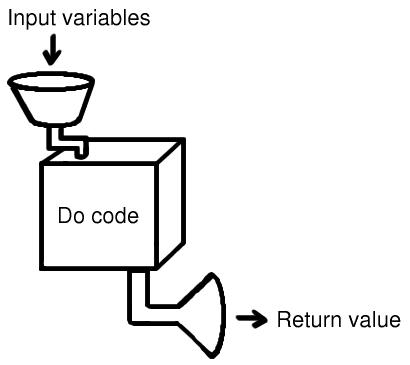 Input variables
Do code
Return value